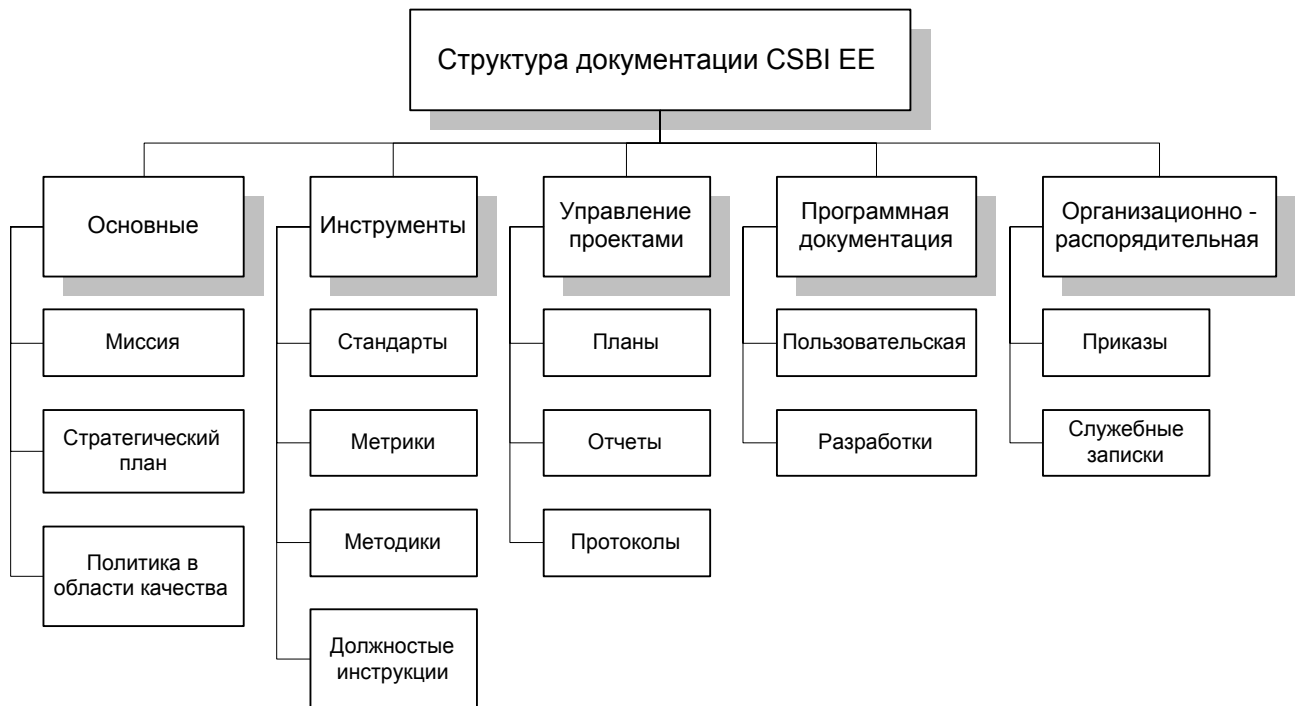 Структура документации CSBI EE
Основные
Миссия
Стратегический
план
Политика в
области качества
Инструменты
Стандарты
Метрики
Методики
Должностые
инструкции
Управление
проектами
Планы
Отчеты
Протоколы
Программная
документация
Пользовательская
Разработки
Организационно -
распорядительная
Приказы
Служебные
записки